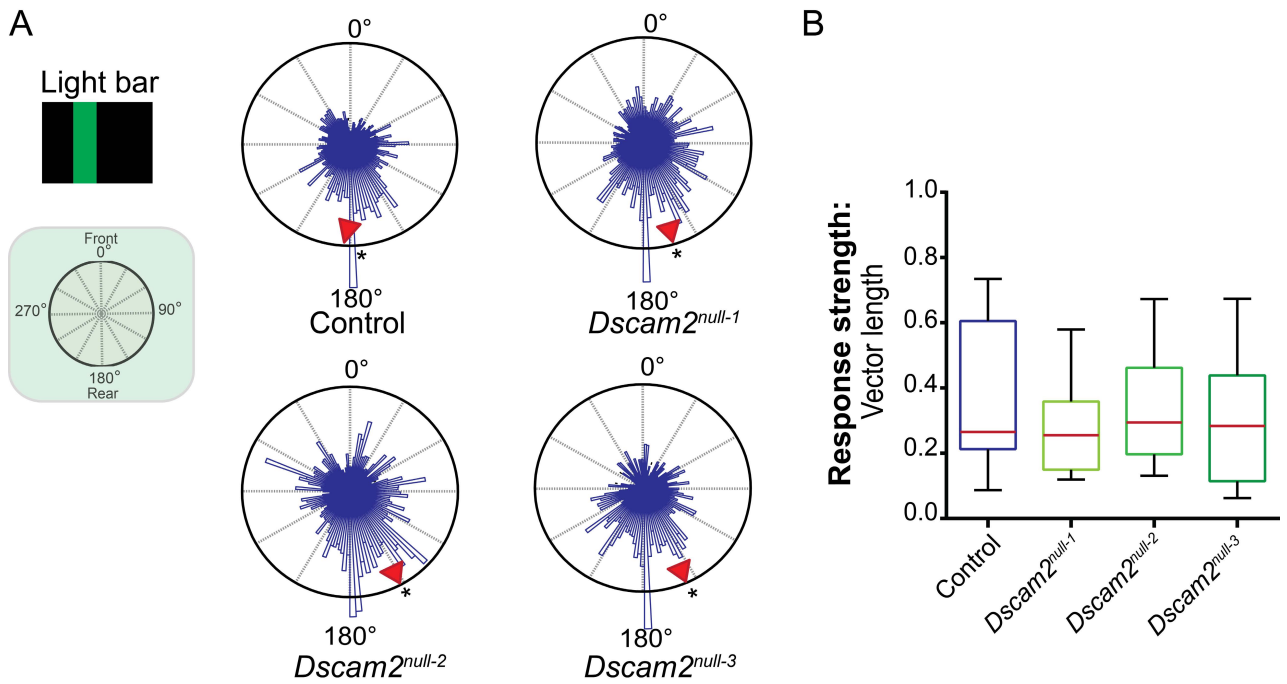 A
Light bar
Front
0°
270°
90°
180°
Rear
0°
*
180°
Control
0°
*
180°
Dscam2null-1
0°
*
180°
Dscam2null-2
0°
*
180°
Dscam2null-3
B
Response strength:
Vector length
1.0
0.8
0.6
0.4
0.2
0.0
Control
Dscam2null-1
Dscam2null-2
Dscam2null-3